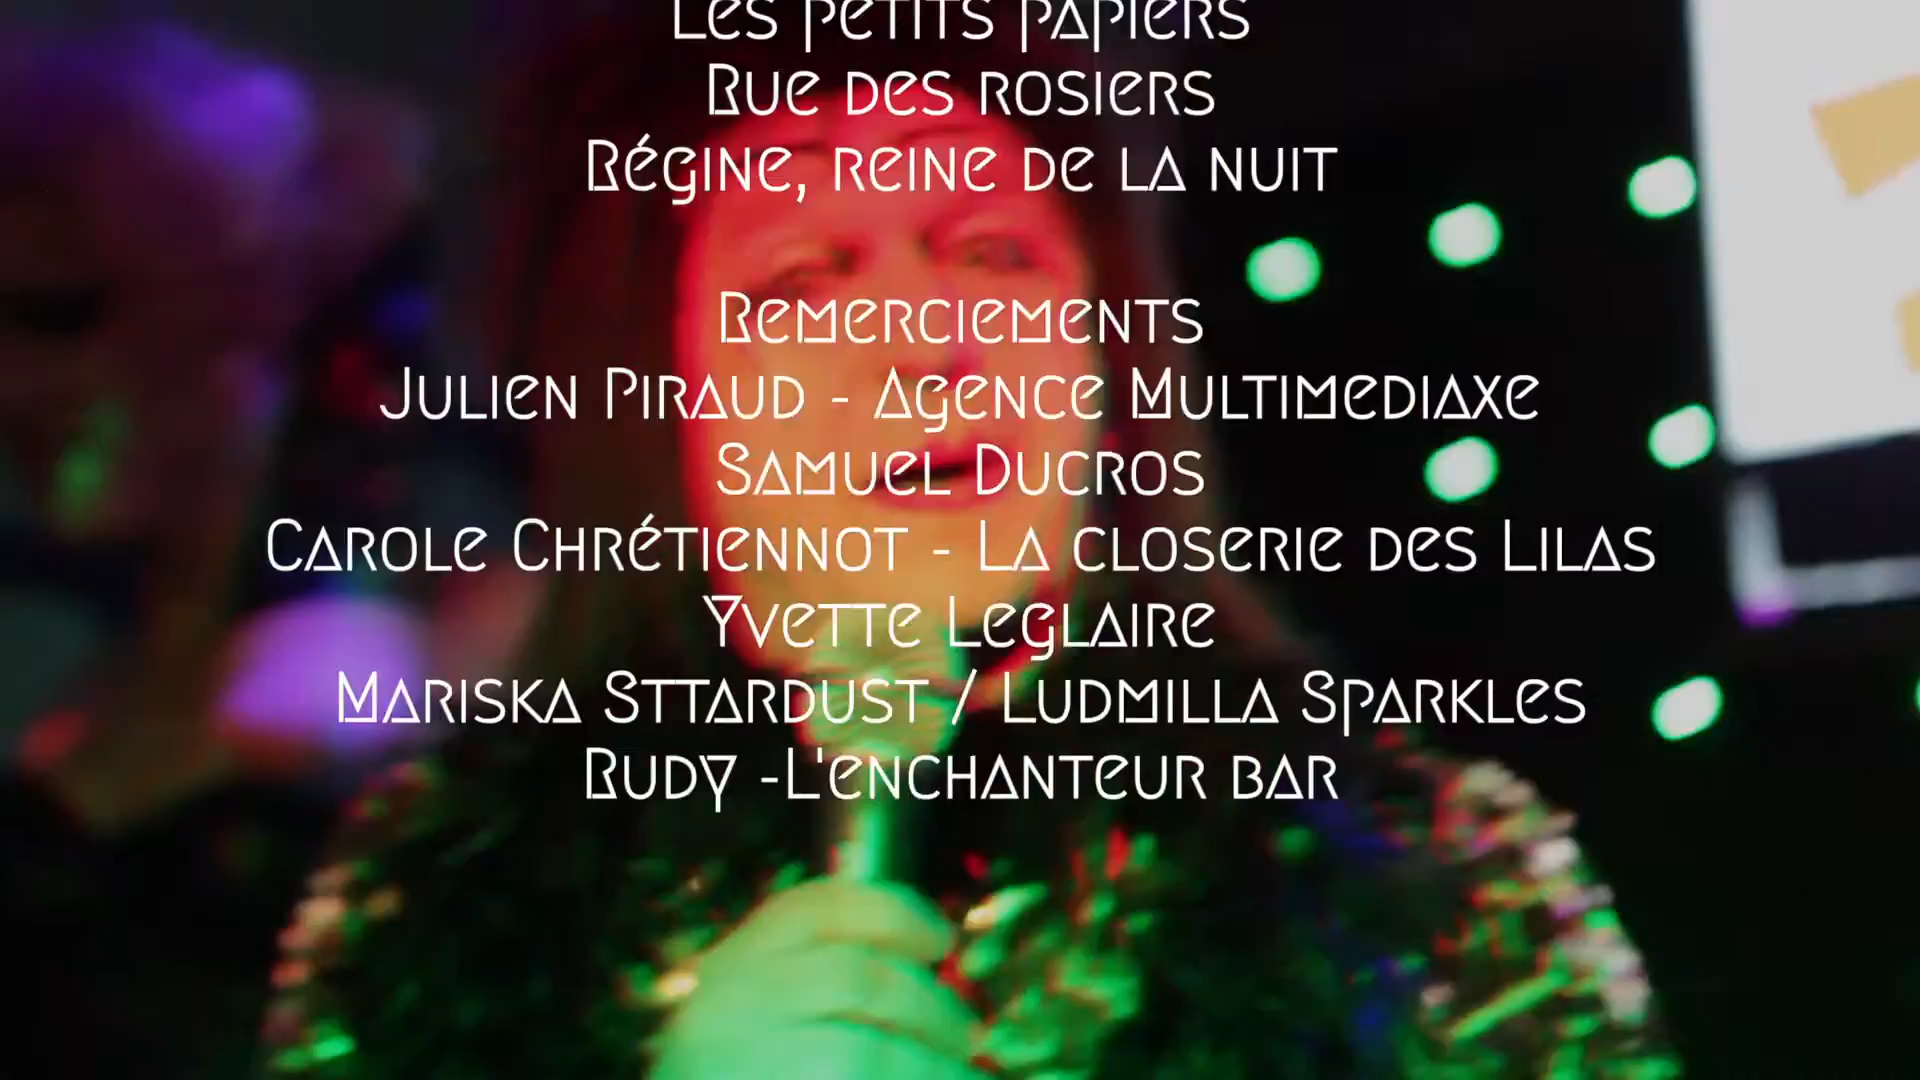 Les petits papiers
Rue des rosiers
Régine, reine de la nuit
Remerciements
Julien Piraud - Agence Multimediaxe
Samuel Ducros
Carole Chrétiennot - La closerie des Lilas
Yvette Leglaire
Mariska Sttardust / Ludmilla Sparkles
Rudy -L'enchanteur bar